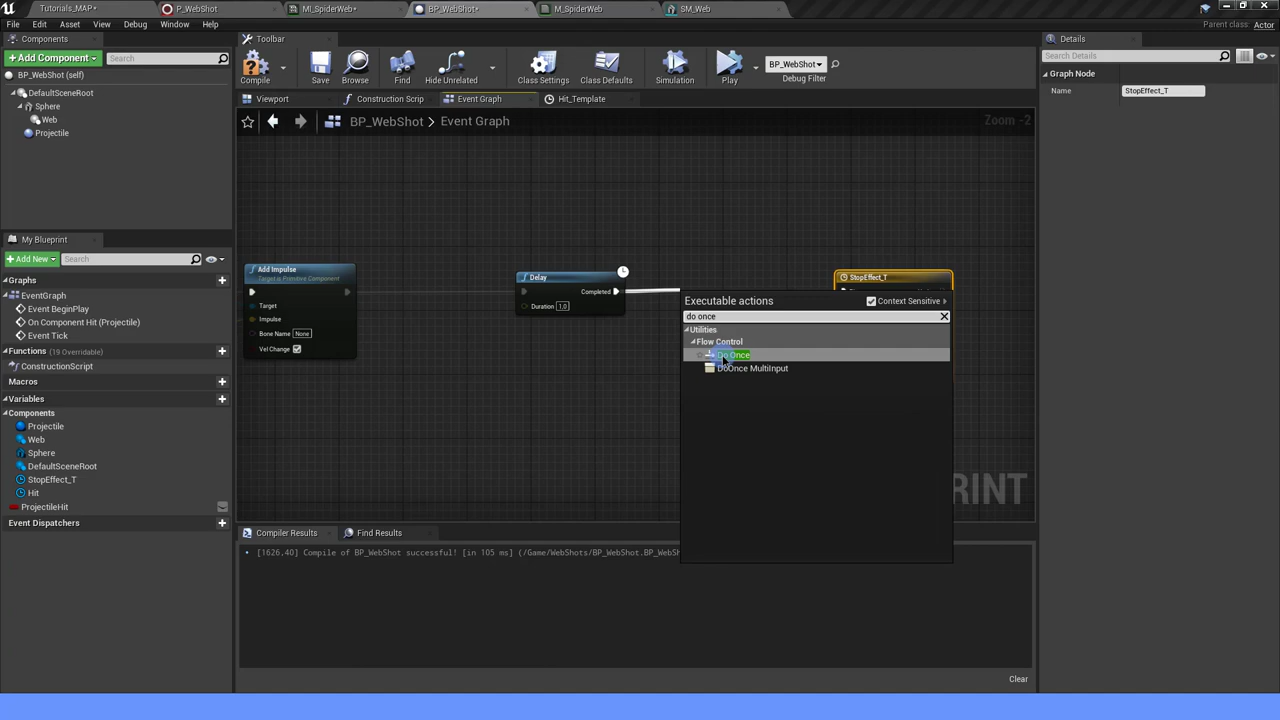 Tutorials_MAP*
P_WebShot
MI_SpiderWeb*
BP_WebShot*
MI_SpiderWeb
SM_Web
File
Edit
Asset
View
Debug
Window
Help
Parent class: Actor
Components
Toolbar
Details
+Add Component
Search
Compile
Save
Browse
Find
Hide Unrelated
Class Settings
Class Defaults
Simulation
Play
BP_WebShot
Debug Filter
Search Details
BP_WebShot (self)
DefaultSceneRoot
Sphere
Web
Projectile
Graph Node
Name
StopEffect_T
Viewport
Construction Scrip
Event Graph
Hit_Template
BP_WebShot > Event Graph
Zoom -2
My Blueprint
+Add New
Search
Graphs
EventGraph
Event BeginPlay
On Component Hit (Projectile)
Event Tick
Functions (19 Overridable)
ConstructionScript
Macros
Variables
Components
Projectile
Web
Sphere
DefaultSceneRoot
StopEffect_T
Hit
ProjectileHit
Event Dispatchers
Add Impulse
Target is Primitive Component
Target
Impulse
Bone Name None
Vel Change
Delay
Completed
Duration 1,0
StopEffect_T
Executable actions
Context Sensitive
do once
Utilities
Flow Control
Do Once
DoOnce MultiInput
RINT
Compiler Results
Find Results
[1626,40] Compile of BP_WebShot successful! [in 105 ms] (/Game/WebShots/BP_WebShot.BP_WebSh
Clear